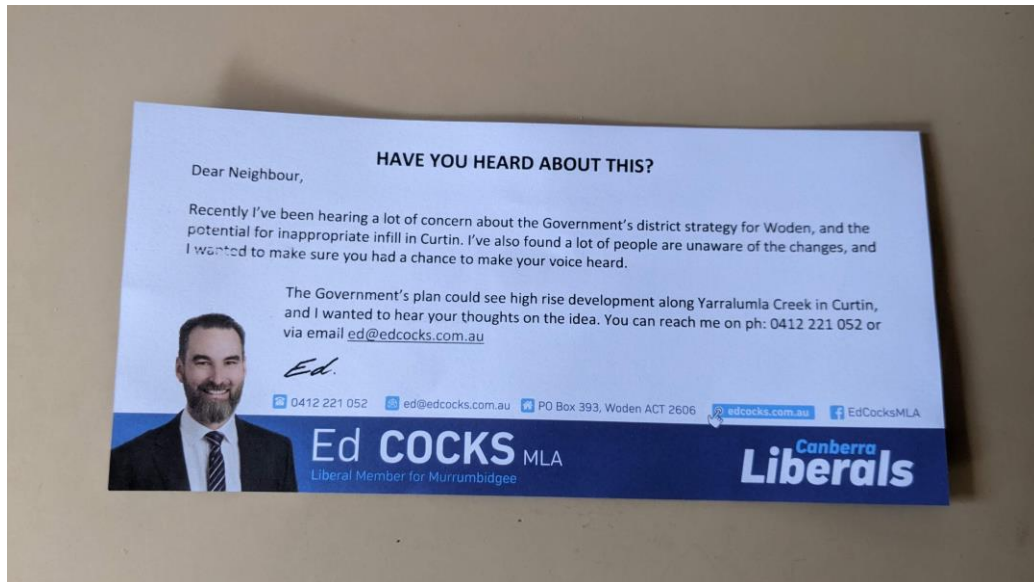 HAVE YOU HEARD ABOUT THIS?
Dear Neighbour,
Recently I've been hearing a lot of concern about the Government's district strategy for Woden, and the
potential for inappropriate infill in Curtin. I've also found a lot of people are unaware of the changes, and
I wanted to make sure you had a chance to make your voice heard.
The Government's plan could see high rise development along Yarralumla Creek in Curtin,
and I wanted to hear your thoughts on the idea. You can reach me on ph: 0412 221 052 or
via email ed@edcocks.com.au
Ed.
0412 221 052 ed@edcocks.com.au PO Box 393, Woden ACT 2606 edcocks.com.au EdCocksMLA
Ed COCKS MLA
Liberal Member for Murrumbidgee
Canberra
Liberals